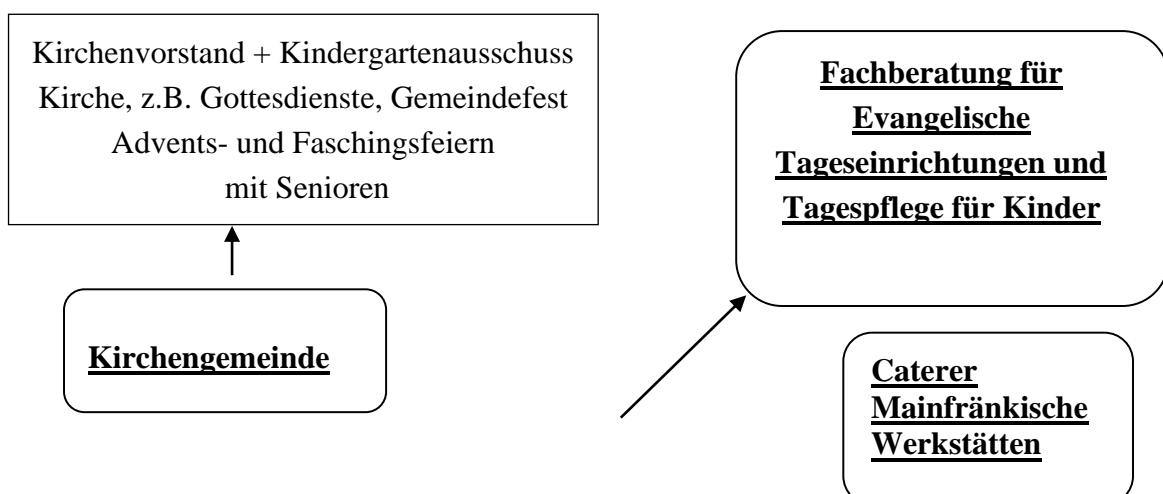 Kirchenvorstand + Kindergartenausschuss
Kirche, z.B. Gottesdienste, Gemeindefest
Advents- und Faschingsfeiern
mit Senioren
Fachberatung für
Evangelische
Tageseinrichtungen und
Tagespflege für Kinder
Kirchengemeinde
Caterer
Mainfränkische
Werkstätten